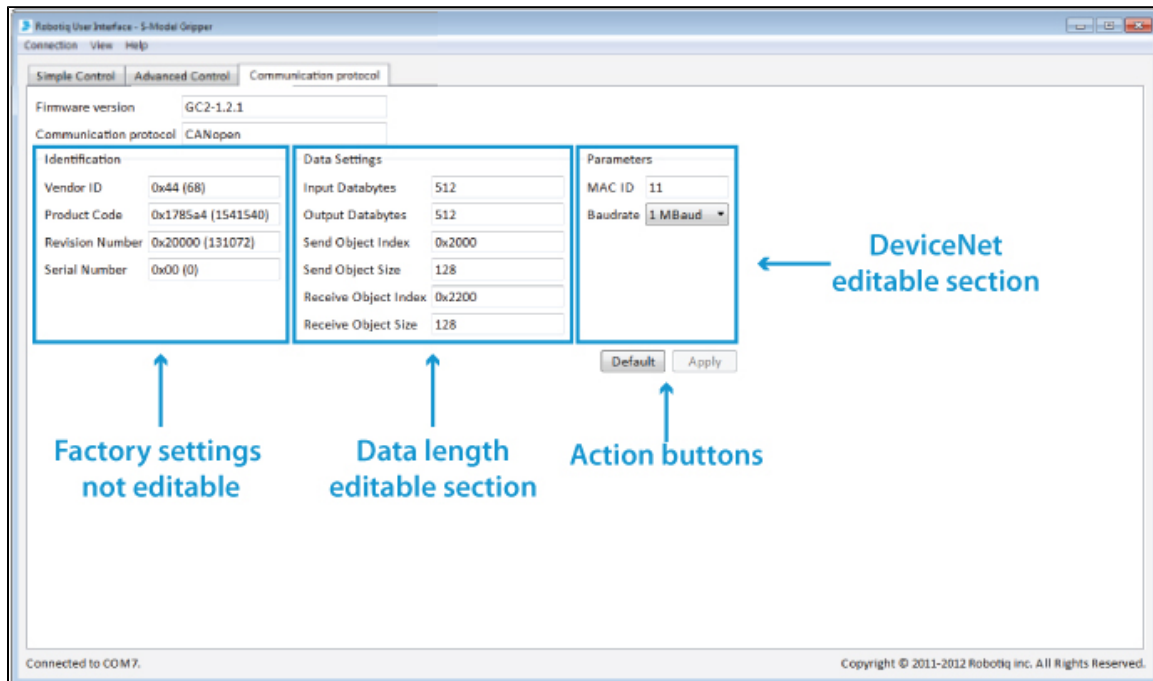 Robotiq User Interface - S-Model Gripper
Connection View Help
Simple Control Advanced Control Communication protocol
Firmware version GC2-1.2.1
Communication protocol CANopen
Identification
Vendor ID 0x44 (68)
Product Code 0x1785a4 (1541540)
Revision Number 0x20000 (131072)
Serial Number 0x00 (0)
Data Settings
Input Databytes 512
Output Databytes 512
Send Object Index 0x2000
Send Object Size 128
Receive Object Index 0x2200
Receive Object Size 128
Parameters
MAC ID 11
Baudrate 1 MBaud
Default Apply
DeviceNet
editable section
Factory settings
not editable
Data length
editable section
Action buttons
Connected to COM7.
Copyright © 2011-2012 Robotiq inc. All Rights Reserved.